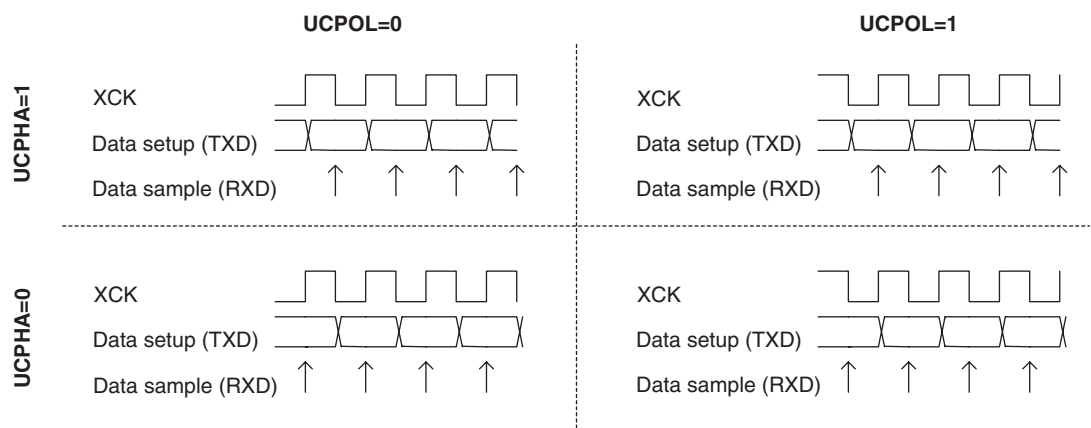 UCPOL=0
UCPOL=1
UCPHA=1
XCK
Data setup (TXD)
Data sample (RXD)
XCK
Data setup (TXD)
Data sample (RXD)
UCPHA=0
XCK
Data setup (TXD)
Data sample (RXD)
XCK
Data setup (TXD)
Data sample (RXD)